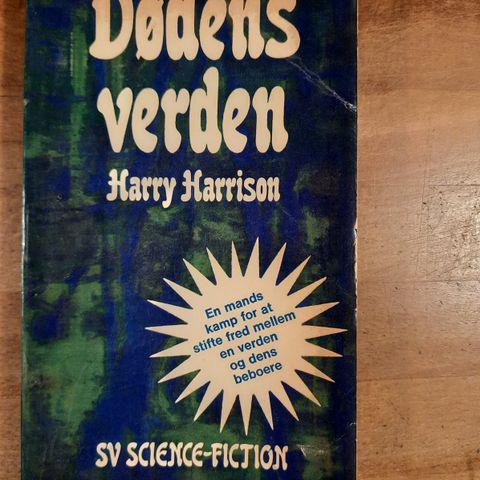 Dødens
verden
Harry Harrison
En mands
kamp for at
stifte fred mellem
en verden
og dens
beboere
SV SCIENCE-FICTION